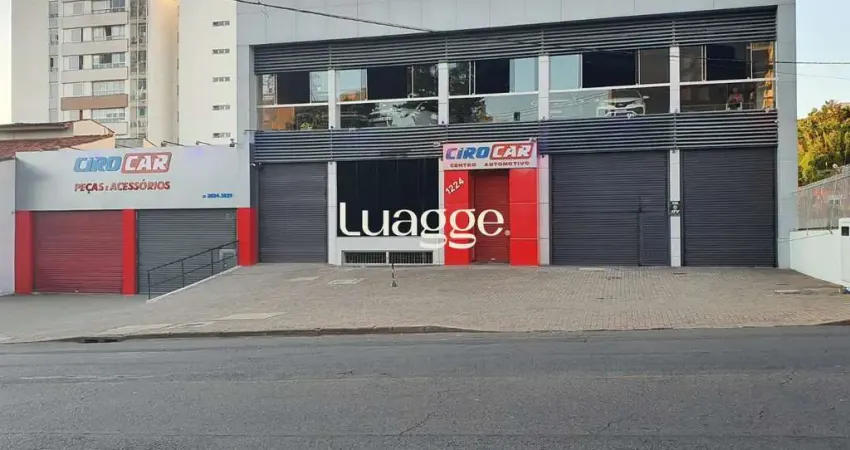 CIRO CAR
PEÇAS & ACESSÓRIOS
CIRO CAR
CENTRO AUTOMOTIVO
1224
Luagge.